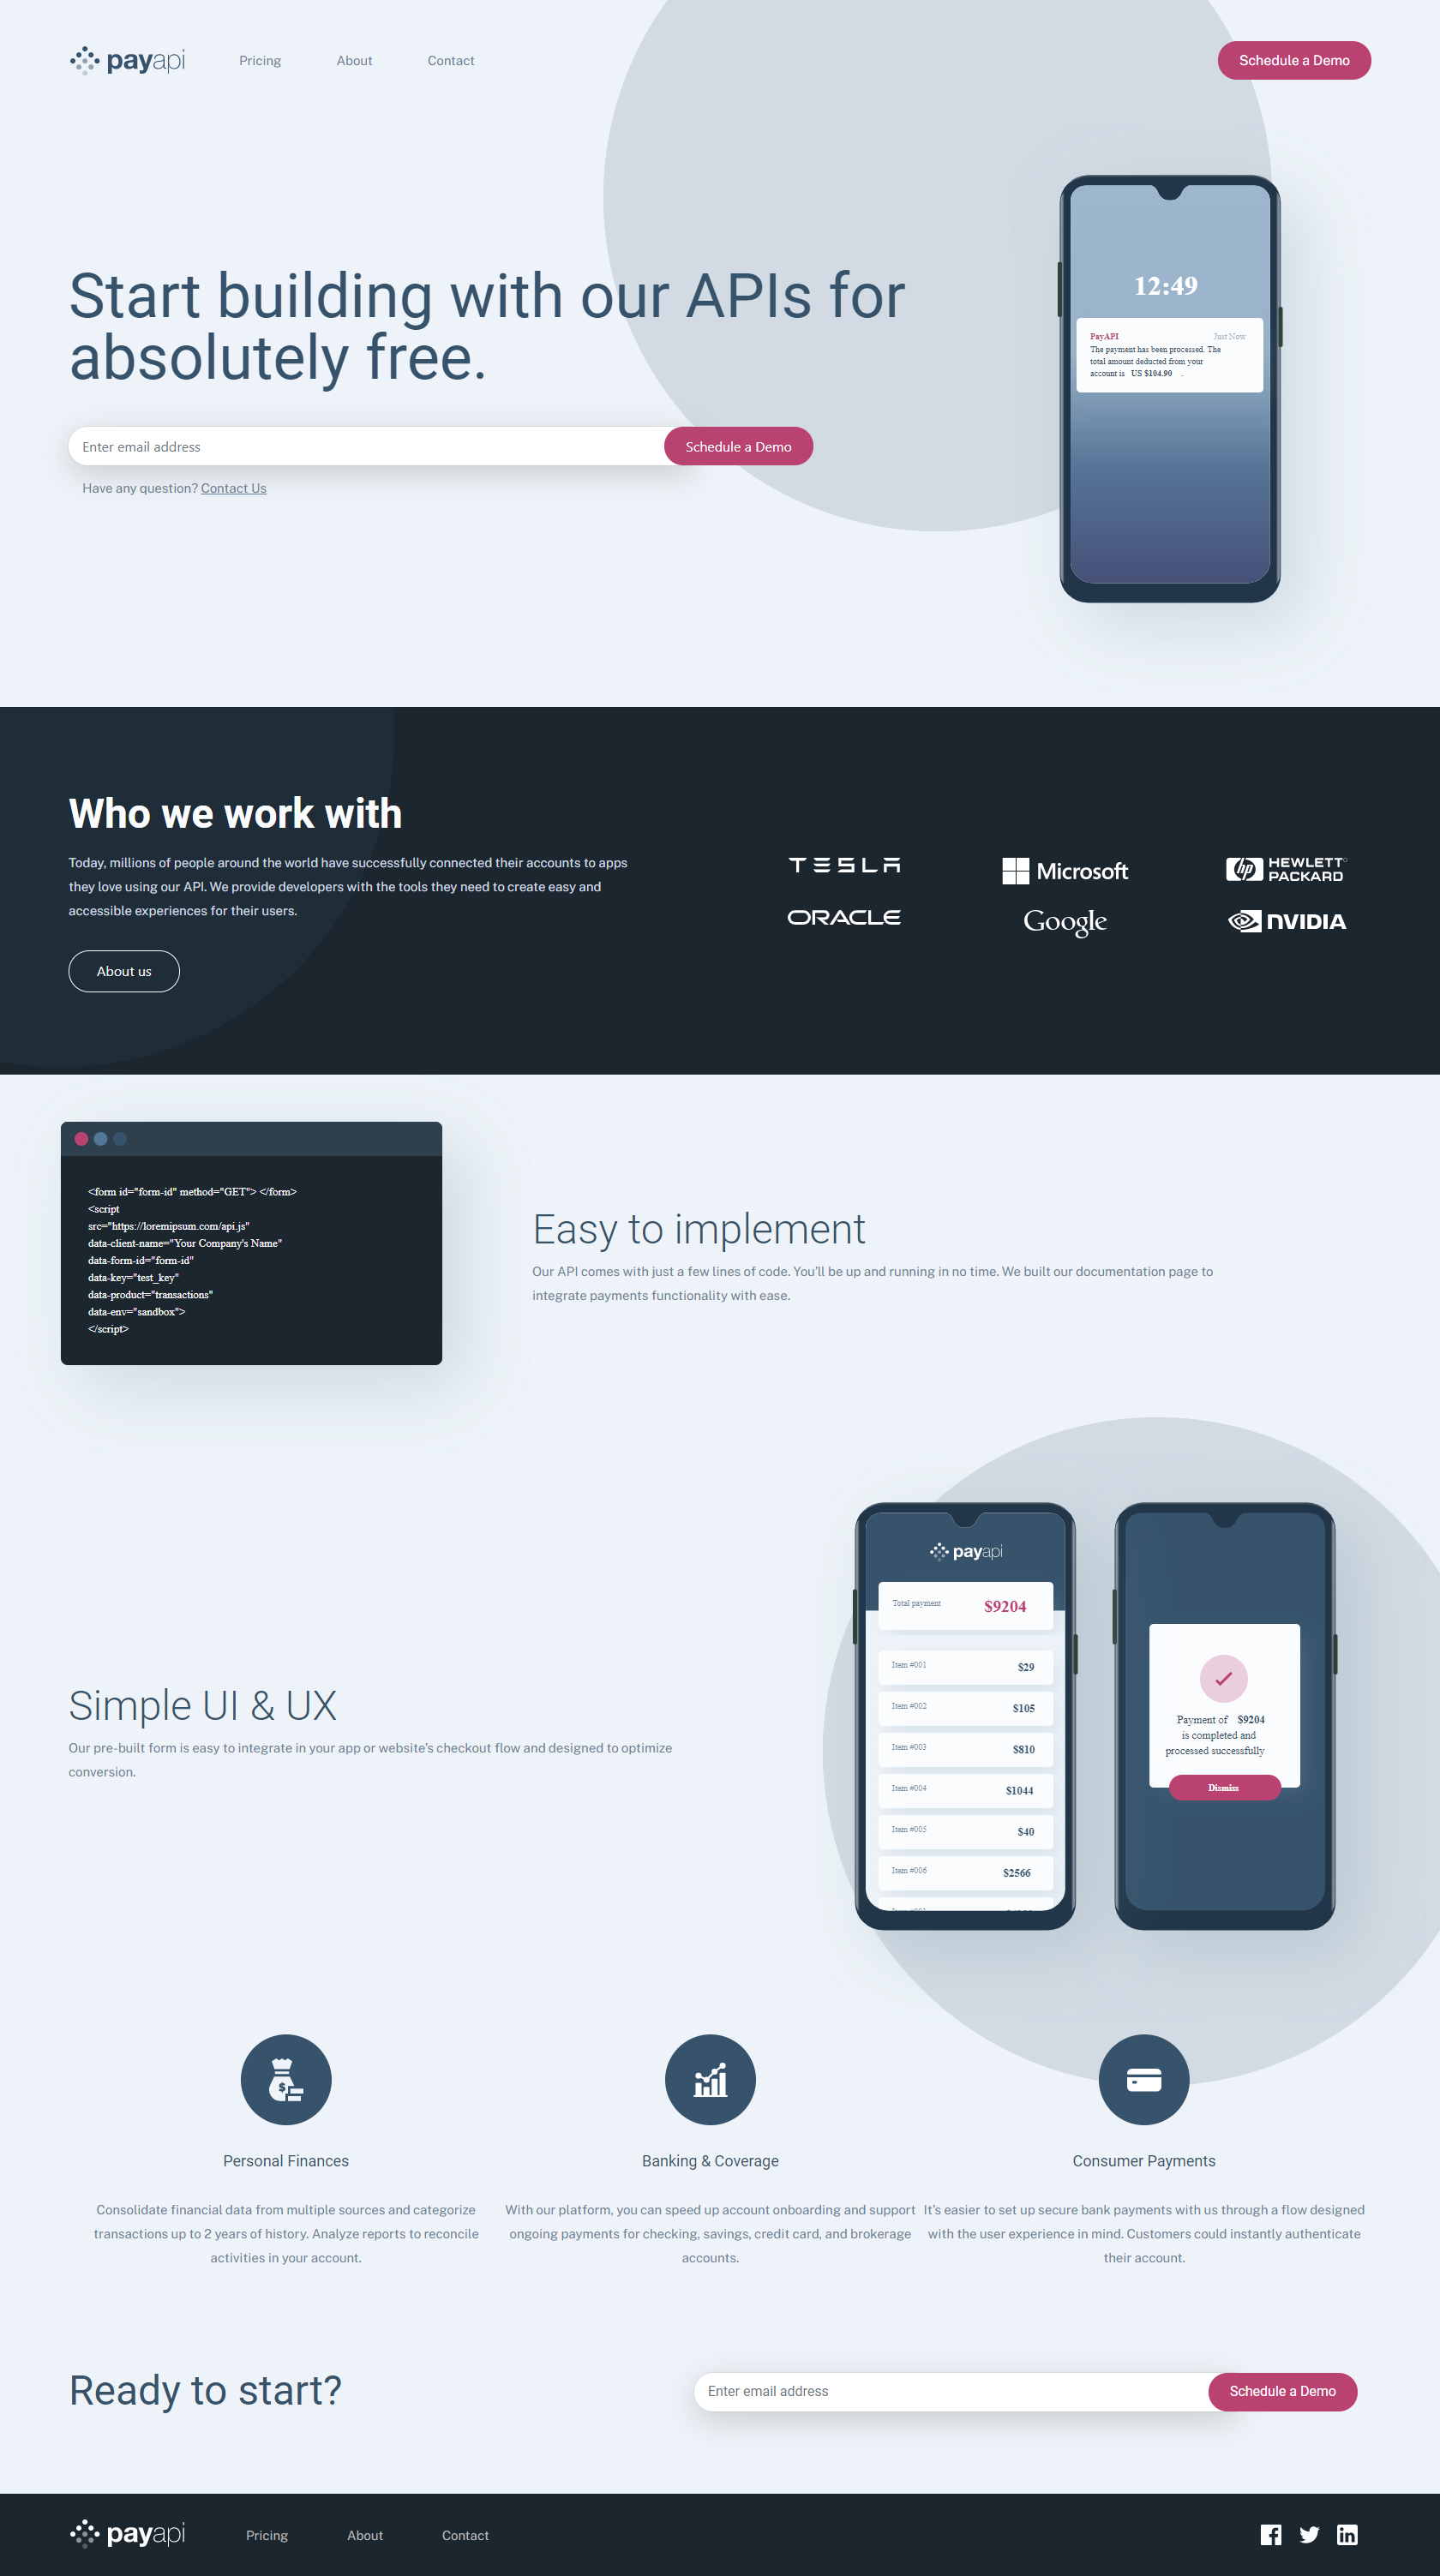 payapi Pricing About Contact Schedule a Demo
Start building with our APIs for
absolutely free.
Enter email address Schedule a Demo
Have any question? Contact Us
12:49
PayAPI Just Now
The payment has been processed. The
total amount deducted from your
account is US $104.90 .
Who we work with
Today, millions of people around the world have successfully connected their accounts to apps
they love using our API. We provide developers with the tools they need to create easy and
accessible experiences for their users.
About us
TESLA Microsoft hp HEWLETT PACKARD
ORACLE Google NVIDIA
<form id="form-id" method="GET"> </form>
<script
src="https://loremipsum.com/api.js"
data-client-name="Your Company's Name"
data-form-id="form-id"
data-key="test_key"
data-product="transactions"
data-env="sandbox">
</script>
Easy to implement
Our API comes with just a few lines of code. You'll be up and running in no time. We built our documentation page to
integrate payments functionality with ease.
Simple UI & UX
Our pre-built form is easy to integrate in your app or website's checkout flow and designed to optimize
conversion.
payapi
Total payment $9204
Item #001 $29
Item #002 $105
Item #003 $810
Item #004 $1044
Item #005 $40
Item #006 $2566
Payment of $9204
is completed and
processed successfully
Dismiss
Personal Finances
Consolidate financial data from multiple sources and categorize
transactions up to 2 years of history. Analyze reports to reconcile
activities in your account.
Banking & Coverage
With our platform, you can speed up account onboarding and support
ongoing payments for checking, savings, credit card, and brokerage
accounts.
Consumer Payments
It's easier to set up secure bank payments with us through a flow designed
with the user experience in mind. Customers could instantly authenticate
their account.
Ready to start?
Enter email address Schedule a Demo
payapi Pricing About Contact